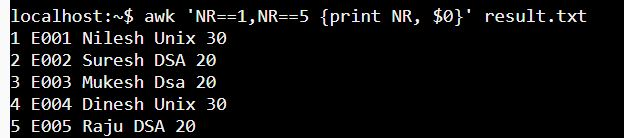 localhost:~$ awk 'NR==1,NR==5 {print NR, $0}' result.txt
1 E001 Nilesh Unix 30
2 E002 Suresh DSA 20
3 E003 Mukesh Dsa 20
4 E004 Dinesh Unix 30
5 E005 Raju DSA 20